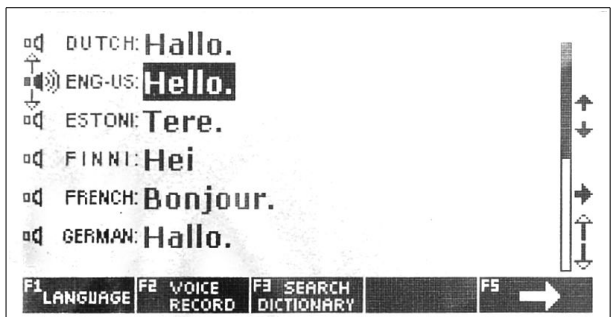 DUTCH: Hallo.
ENG-US: Hello.
ESTONI: Tere.
FINNI: Hei
FRENCH: Bonjour.
GERMAN: Hallo.
F1 LANGUAGE F2 VOICE RECORD F3 SEARCH DICTIONARY F5